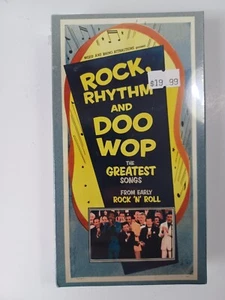 ROCK,
RHYTHM
$19.99
AND
DOO
WOP
THE
GREATEST
SONGS
FROM EARLY
ROCK 'N' ROLL